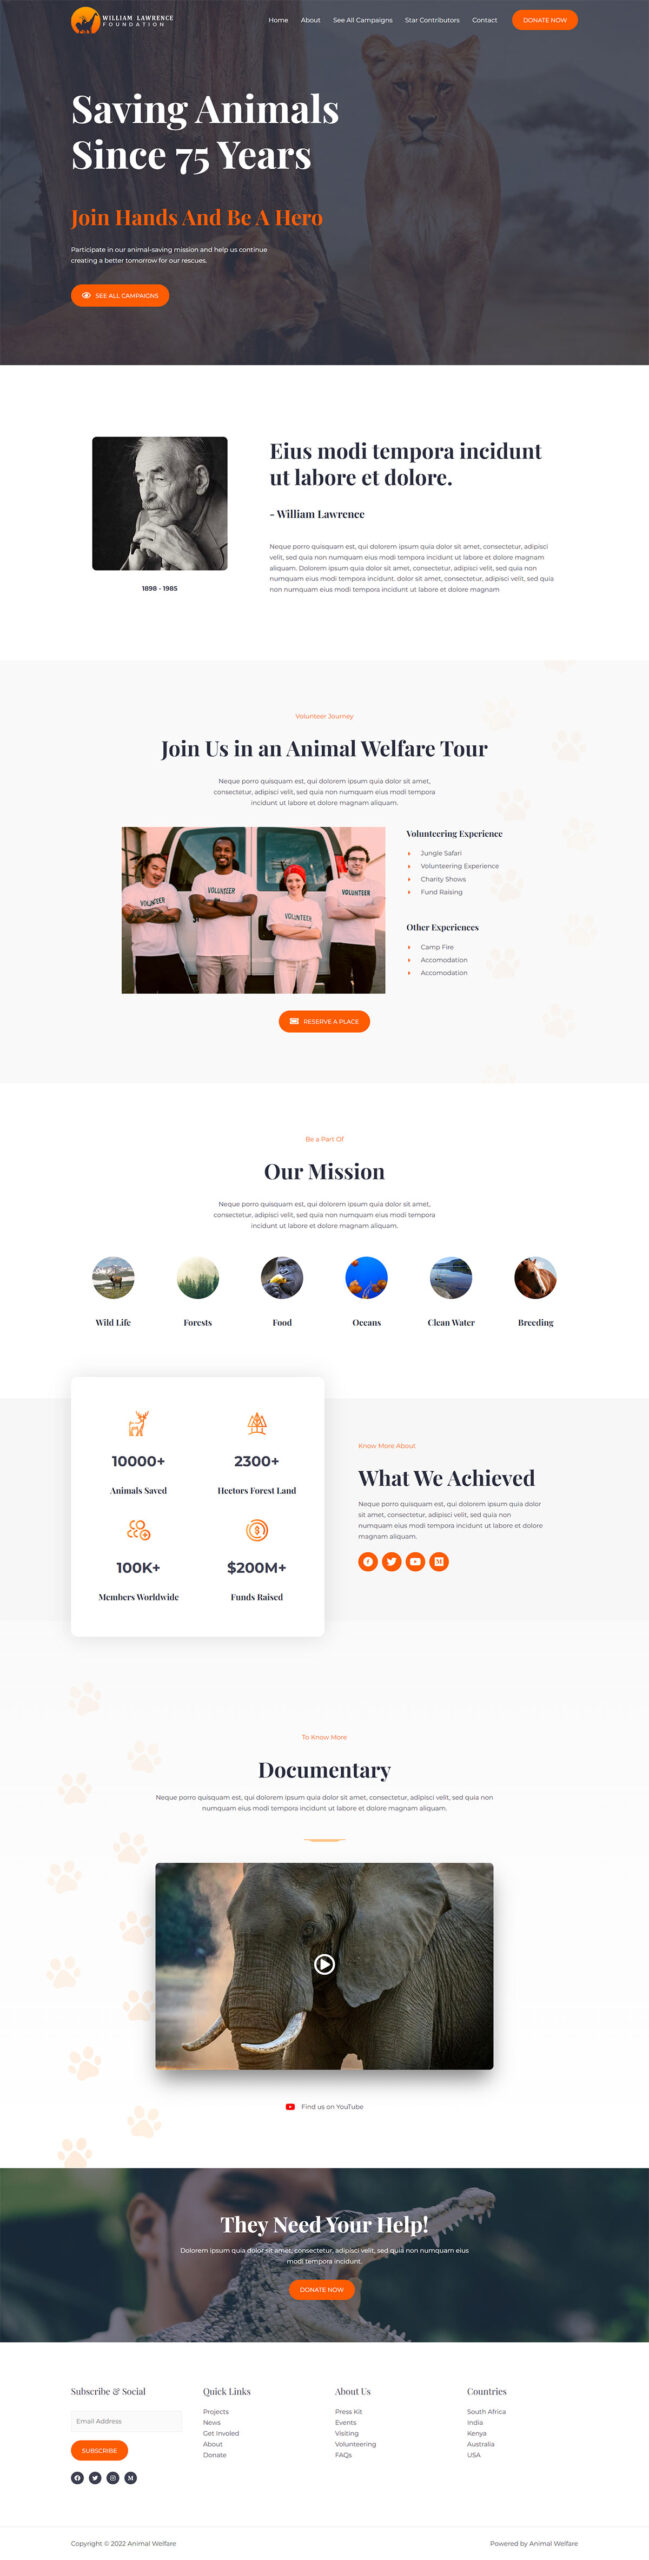 WILLIAM LAWRENCE
FOUNDATION
Home About See All Campaigns Star Contributors Contact DONATE NOW
Saving Animals
Since 75 Years
Join Hands And Be A Hero
Participate in our animal-saving mission and help us continue
creating a better tomorrow for our rescues.
SEE ALL CAMPAIGNS
Eius modi tempora incidunt
ut labore et dolore.
- William Lawrence
Neque porro quisquam est, qui dolorem ipsum quia dolor sit amet, consectetur, adipisci
velit, sed quia non numquam eius modi tempora incidunt ut labore et dolore magnam
aliquam. Dolorem ipsum quia dolor sit amet, consectetur, adipisci velit, sed quia non
numquam eius modi tempora incidunt. dolor sit amet, consectetur, adipisci velit, sed quia
non numquam eius modi tempora incidunt ut labore et dolore magnam
1898 - 1985
Volunteer Journey
Join Us in an Animal Welfare Tour
Neque porro quisquam est, qui dolorem ipsum quia dolor sit amet,
consectetur, adipisci velit, sed quia non numquam eius modi tempora
incidunt ut labore et dolore magnam aliquam.
VOLUNTEER
VOLUNTEER
VOLUNTEER
VOLUNTEER
Volunteering Experience
Jungle Safari
Volunteering Experience
Charity Shows
Fund Raising
Other Experiences
Camp Fire
Accomodation
Accomodation
RESERVE A PLACE
Be a Part Of
Our Mission
Neque porro quisquam est, qui dolorem ipsum quia dolor sit amet,
consectetur, adipisci velit, sed quia non numquam eius modi tempora
incidunt ut labore et dolore magnam aliquam.
Wild Life
Forests
Food
Oceans
Clean Water
Breeding
10000+
Animals Saved
2300+
Hectors Forest Land
100K+
Members Worldwide
$200M+
Funds Raised
Know More About
What We Achieved
Neque porro quisquam est, qui dolorem ipsum quia dolor
sit amet, consectetur, adipisci velit, sed quia non
numquam eius modi tempora incidunt ut labore et dolore
magnam aliquam.
To Know More
Documentary
Neque porro quisquam est, qui dolorem ipsum quia dolor sit amet, consectetur, adipisci velit, sed quia non
numquam eius modi tempora incidunt ut labore et dolore magnam aliquam.
Find us on YouTube
They Need Your Help!
Dolorem ipsum quia dolor sit amet, consectetur, adipisci velit, sed quia non numquam eius
modi tempora incidunt.
DONATE NOW
Subscribe & Social
Email Address
SUBSCRIBE
Quick Links
Projects
News
Get Involed
About
Donate
About Us
Press Kit
Events
Visiting
Volunteering
FAQs
Countries
South Africa
India
Kenya
Australia
USA
Copyright © 2022 Animal Welfare
Powered by Animal Welfare